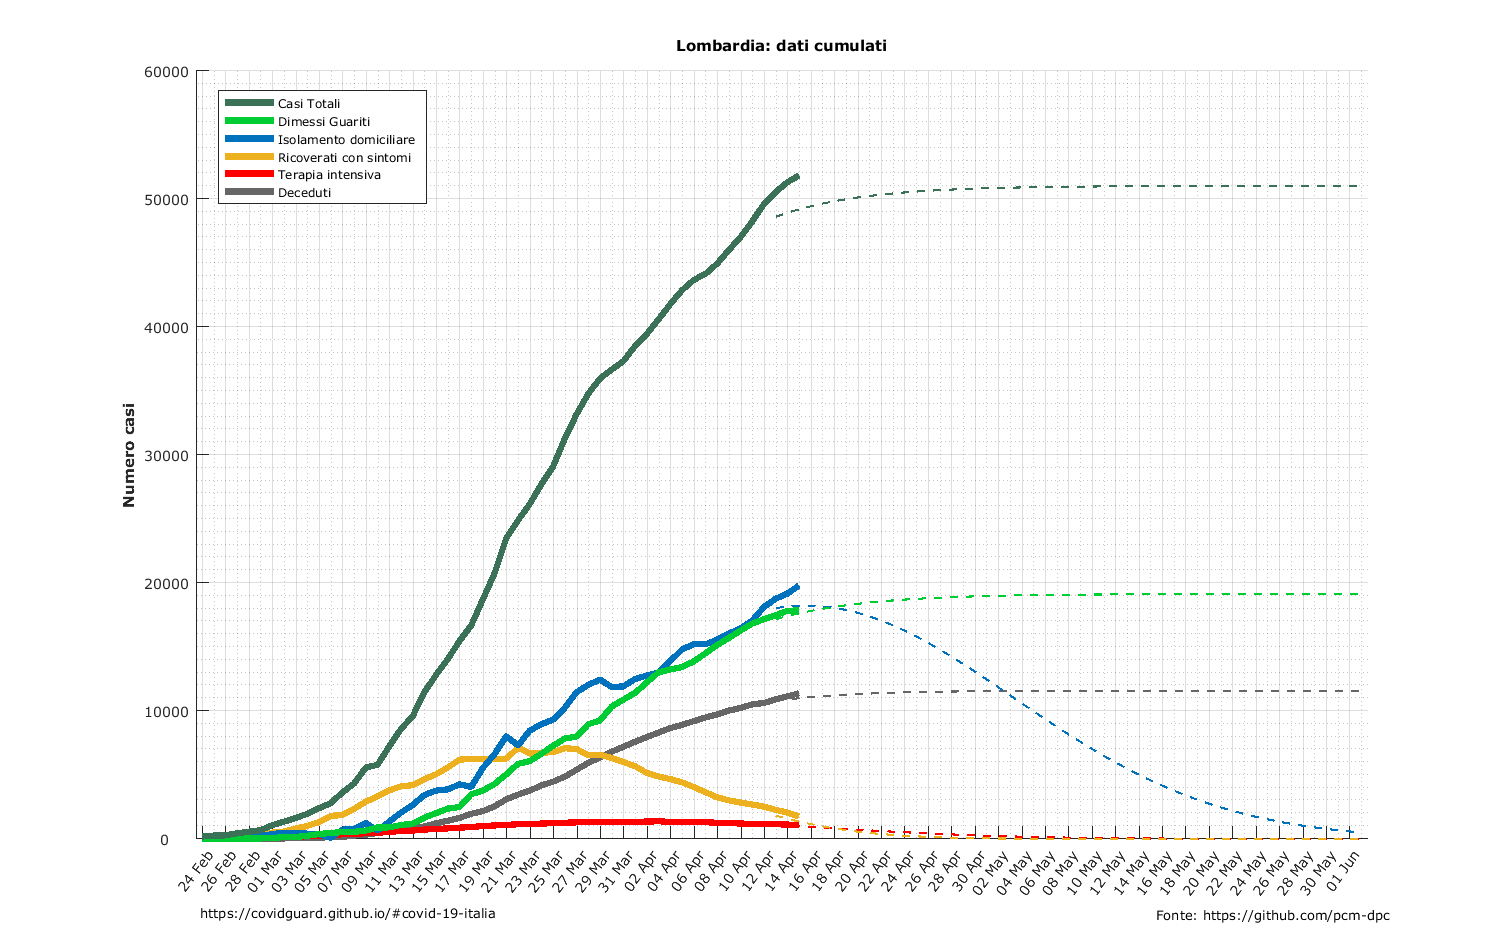 Lombardia: dati cumulati
60000
50000
40000
30000
20000
10000
0
Numero casi
Casi Totali
Dimessi Guariti
Isolamento domiciliare
Ricoverati con sintomi
Terapia intensiva
Deceduti
24 Feb
26 Feb
28 Feb
01 Mar
03 Mar
05 Mar
07 Mar
09 Mar
11 Mar
13 Mar
15 Mar
17 Mar
19 Mar
21 Mar
23 Mar
25 Mar
27 Mar
29 Mar
31 Mar
02 Apr
04 Apr
06 Apr
08 Apr
10 Apr
12 Apr
14 Apr
16 Apr
18 Apr
20 Apr
22 Apr
24 Apr
26 Apr
28 Apr
30 Apr
02 May
04 May
06 May
08 May
10 May
12 May
14 May
16 May
18 May
20 May
22 May
24 May
26 May
28 May
30 May
01 Jun
https://covidguard.github.io/#covid-19-italia
Fonte: https://github.com/pcm-dpc